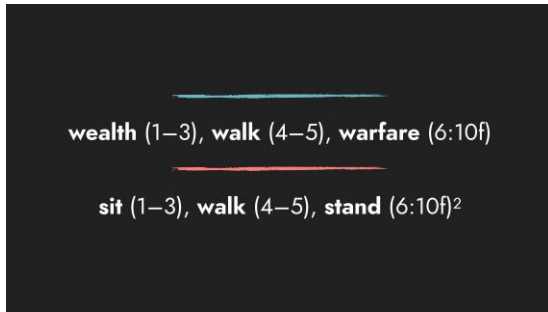 wealth (1–3), walk (4–5), warfare (6:10f)
sit (1–3), walk (4–5), stand (6:10f)²